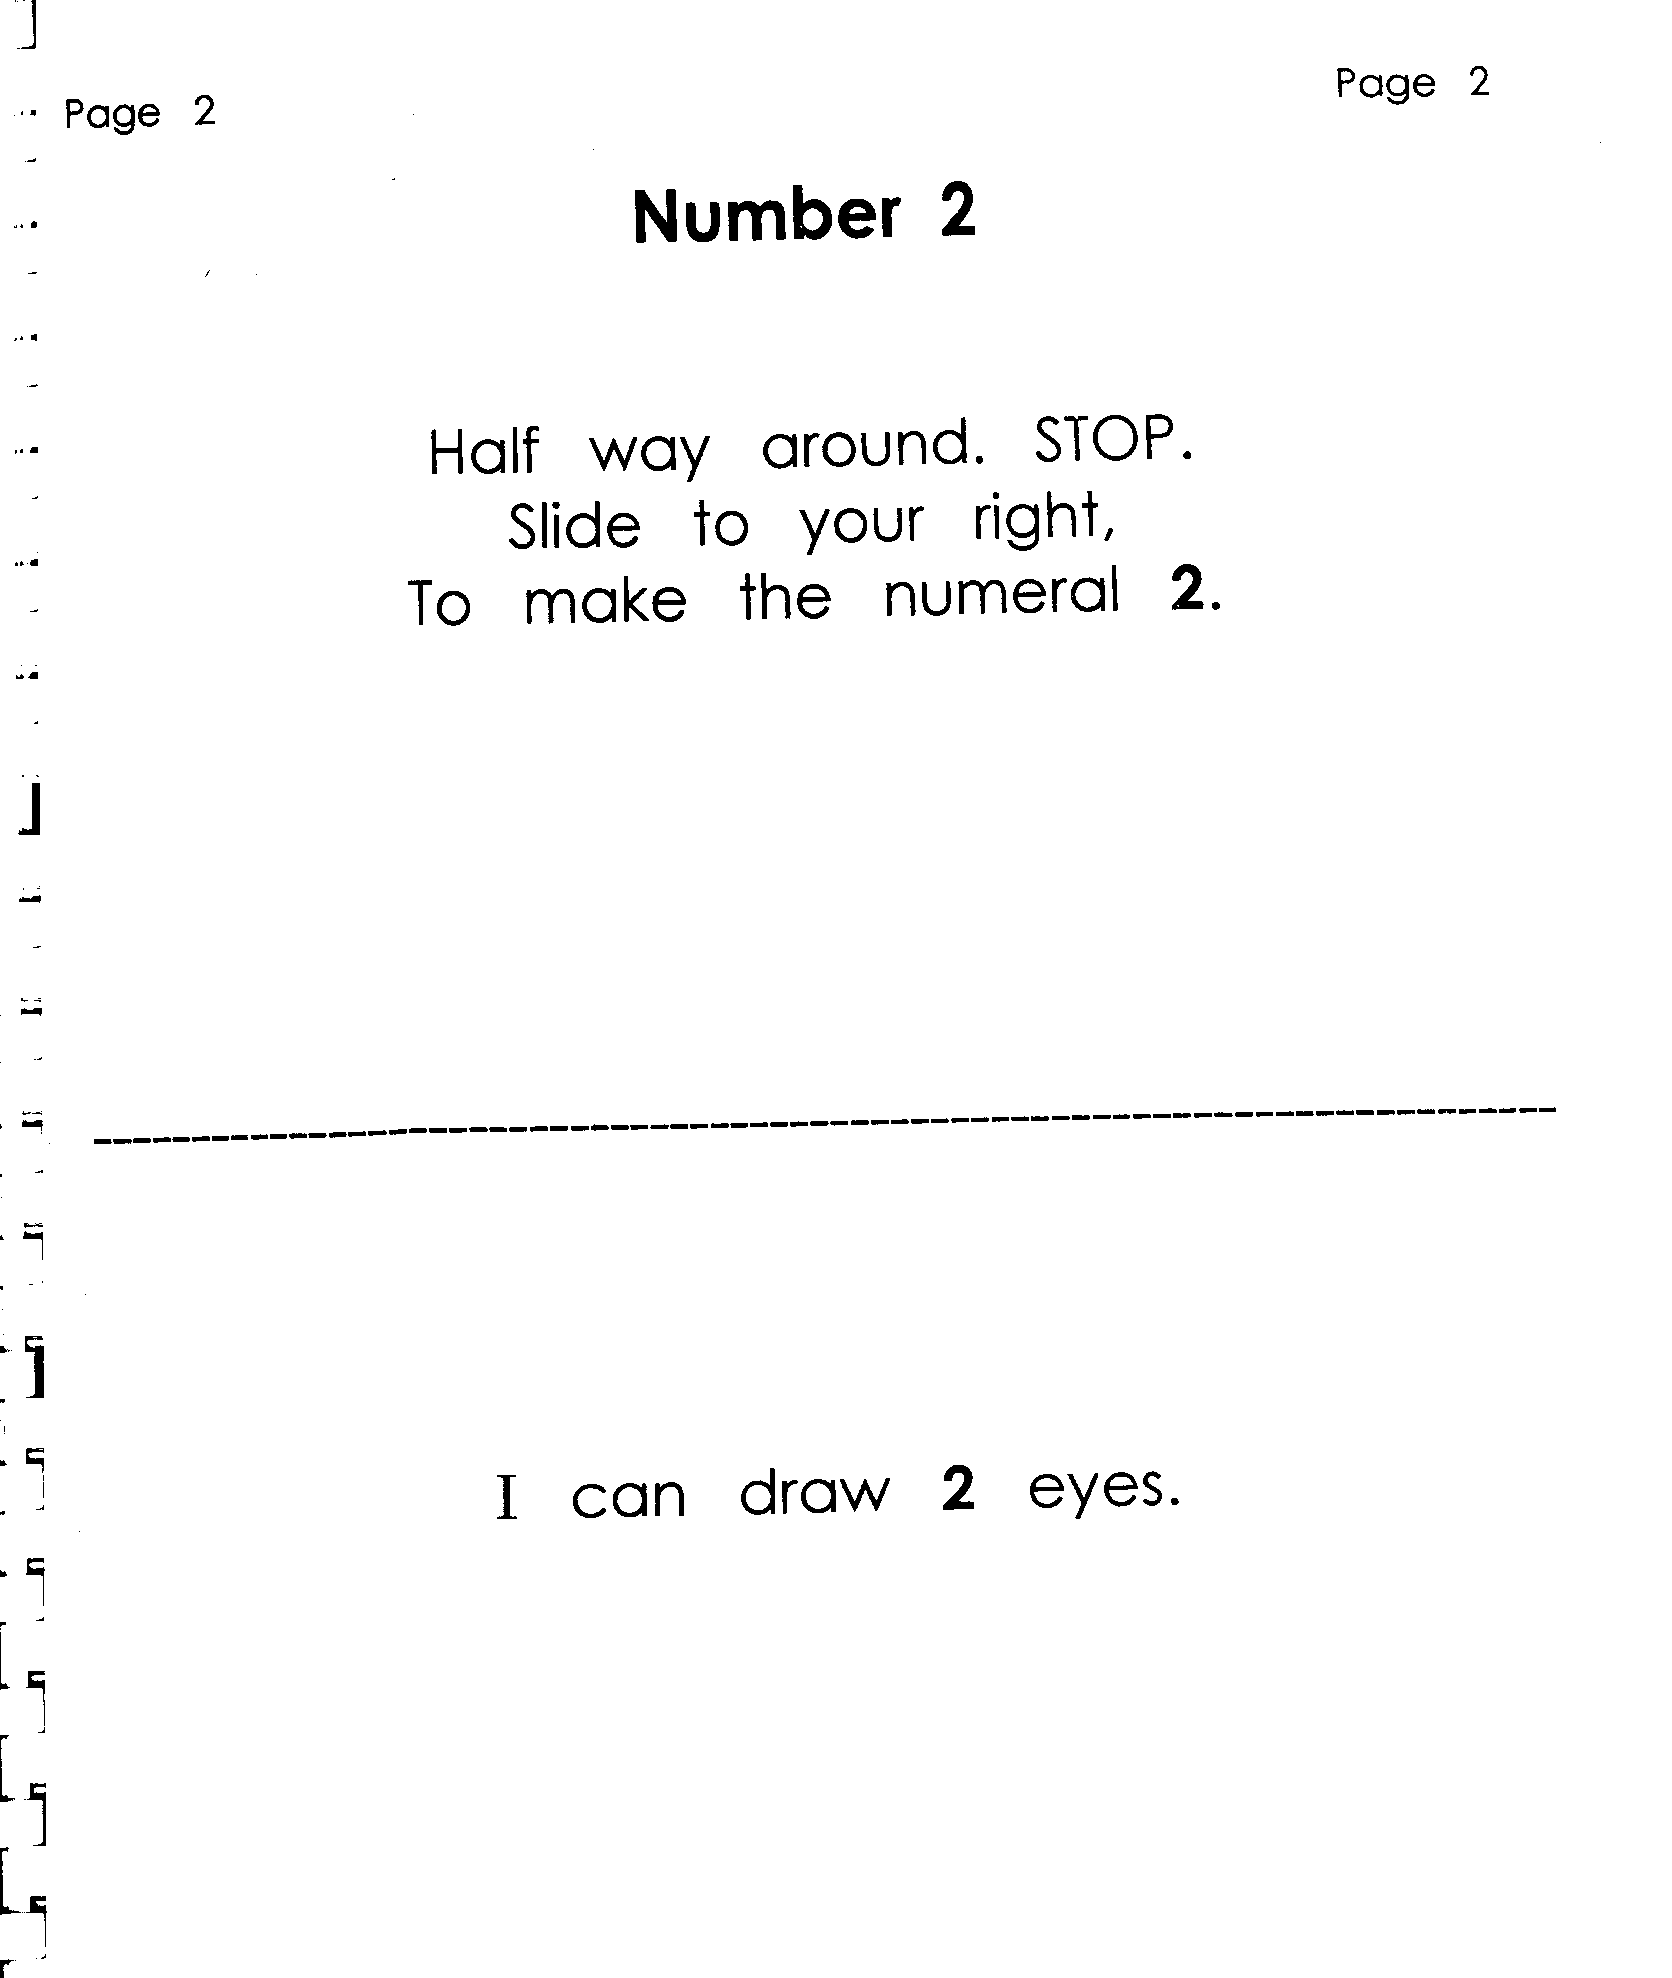 Page 2
Page 2
Number 2
Half way around. STOP.
Slide to your right,
To make the numeral 2.
I can draw 2 eyes.